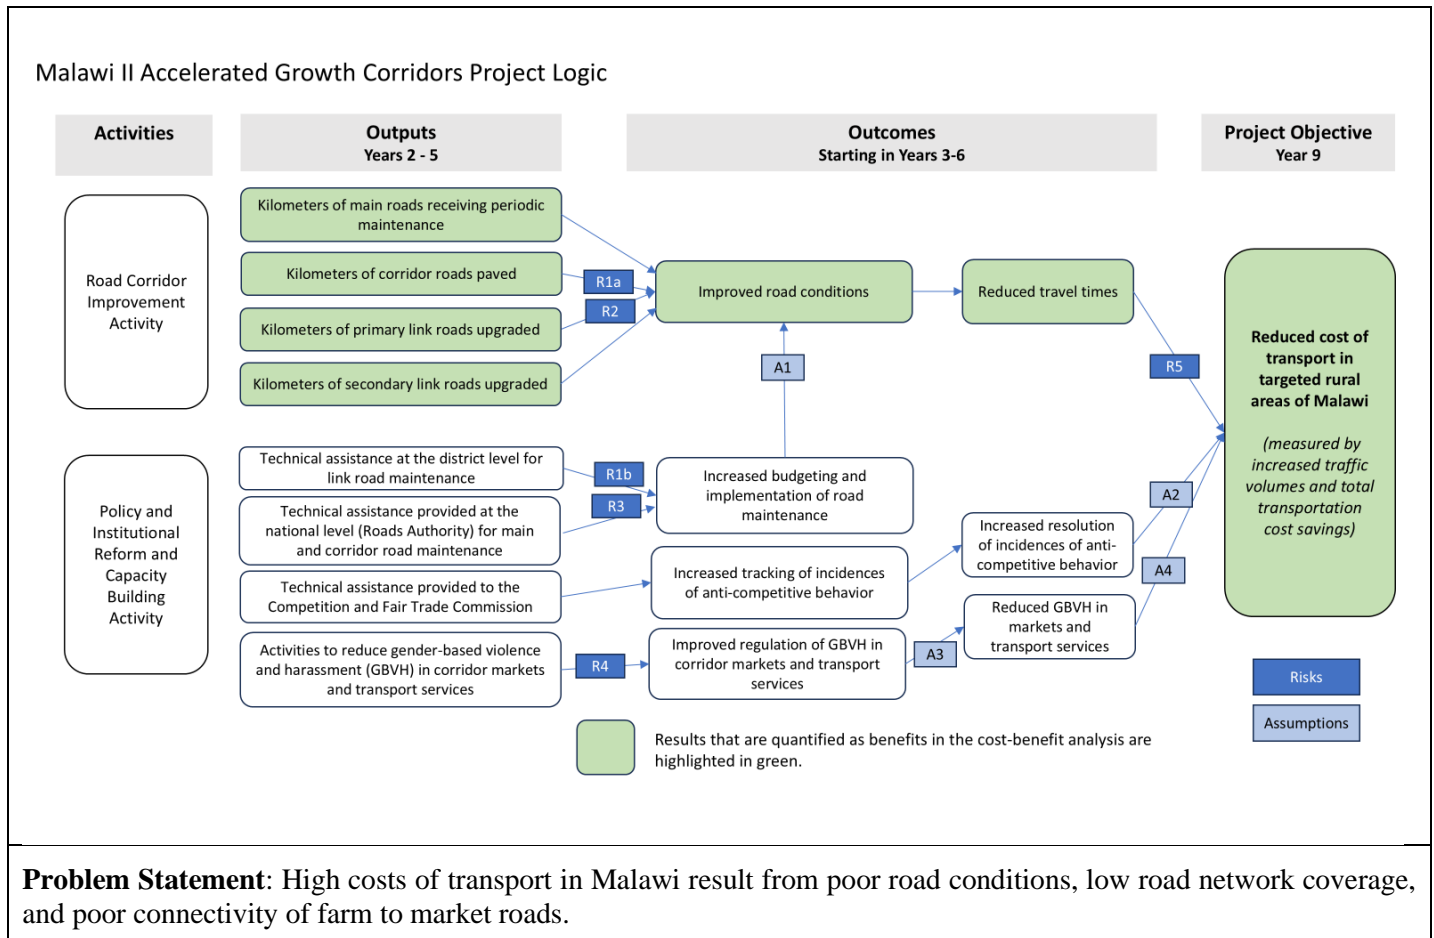 Malawi II Accelerated Growth Corridors Project Logic
Activities
Outputs
Years 2 - 5
Outcomes
Starting in Years 3-6
Project Objective
Year 9
Road Corridor
Improvement
Activity
Kilometers of main roads receiving periodic
maintenance
Kilometers of corridor roads paved
Kilometers of primary link roads upgraded
Kilometers of secondary link roads upgraded
R1a
R2
Improved road conditions
Reduced travel times
A1
R5
Reduced cost of
transport in
targeted rural
areas of Malawi
(measured by
increased traffic
volumes and total
transportation
cost savings)
Policy and
Institutional
Reform and
Capacity
Building
Activity
Technical assistance at the district level for
link road maintenance
Technical assistance provided at the
national level (Roads Authority) for main
and corridor road maintenance
Technical assistance provided to the
Competition and Fair Trade Commission
Activities to reduce gender-based violence
and harassment (GBVH) in corridor markets
and transport services
R1b
R3
R4
Increased budgeting and
implementation of road
maintenance
Increased tracking of incidences
of anti-competitive behavior
Improved regulation of GBVH in
corridor markets and transport
services
A3
Increased resolution
of incidences of anti-
competitive behavior
Reduced GBVH in
markets and
transport services
A2
A4
Risks
Assumptions
Results that are quantified as benefits in the cost-benefit analysis are
highlighted in green.
Problem Statement: High costs of transport in Malawi result from poor road conditions, low road network coverage,
and poor connectivity of farm to market roads.